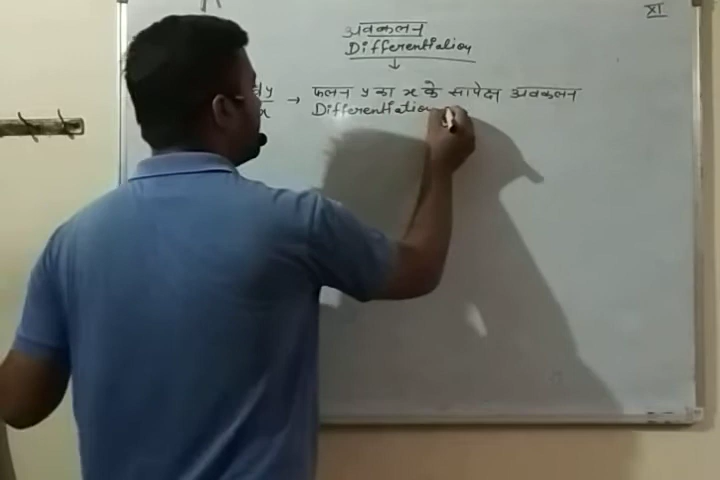 XI
अवकलन
Differentiation
dy → फलन y का x के सापेक्ष अवकलन
x Differentiation